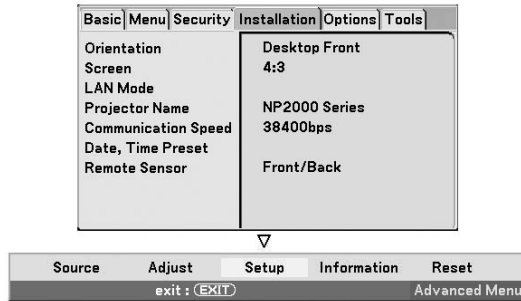 Basic Menu Security Installation Options Tools
Orientation Desktop Front
Screen 4:3
LAN Mode
Projector Name NP2000 Series
Communication Speed 38400bps
Date, Time Preset
Remote Sensor Front/Back
Source Adjust Setup Information Reset
exit : EXIT Advanced Menu